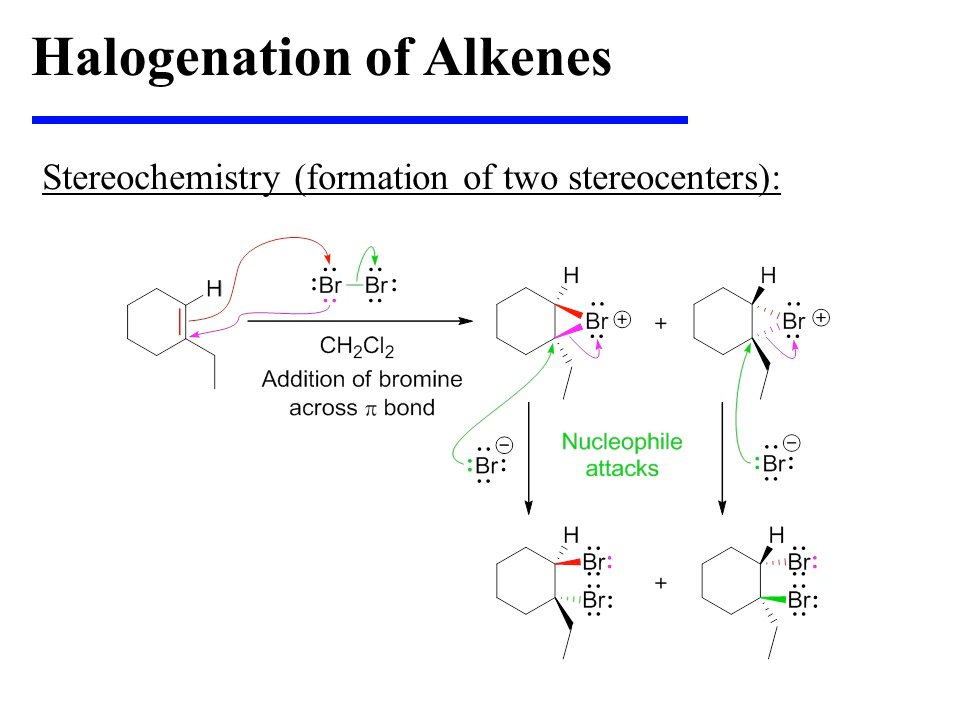 Halogenation of Alkenes
Stereochemistry (formation of two stereocenters):
H
Br Br
CH2Cl2
Addition of bromine
across π bond
H
Br +
+
H
Br +
Br −
Nucleophile
attacks
Br −
H
Br
Br
+
H
Br
Br